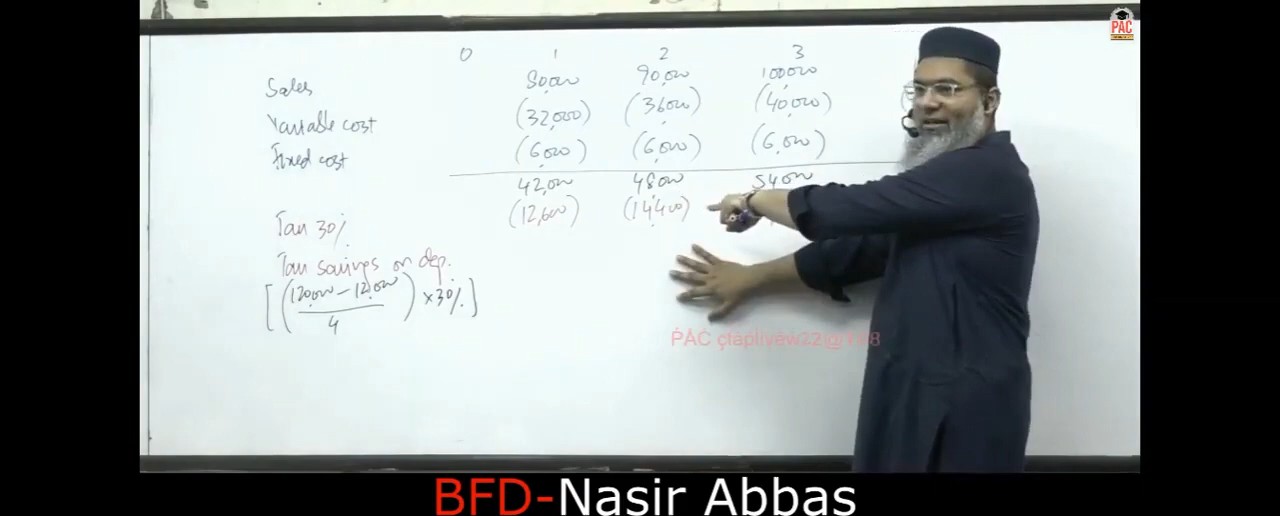 PAC
0 1 2 3
Sales 80,000 90,000 100,000
Variable cost (32,000) (36,000) (40,000)
Fixed cost (6,000) (6,000) (6,000)
42,000 48,000 54,000
Tax 30% (12,600) (14,400)
Tax savings on dep.
[(120,000 - 12,000 / 4) × 30%]
BFD-Nasir Abbas